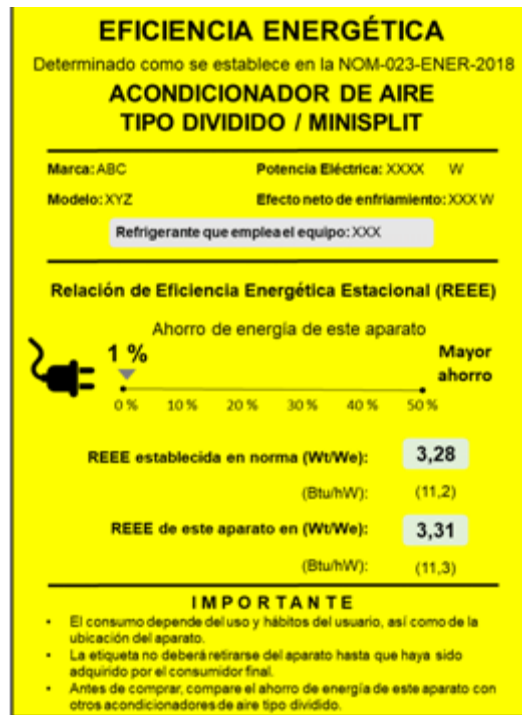 EFICIENCIA ENERGÉTICA
Determinado como se establece en la NOM-023-ENER-2018
ACONDICIONADOR DE AIRE
TIPO DIVIDIDO / MINISPLIT
Marca: ABC Potencia Eléctrica: XXXX W
Modelo: XYZ Efecto neto de enfriamiento: XXX W
Refrigerante que emplea el equipo: XXX
Relación de Eficiencia Energética Estacional (REEE)
Ahorro de energía de este aparato
1 % Mayor
ahorro
0 % 10 % 20 % 30 % 40 % 50 %
REEE establecida en norma (Wt/We): 3,28
(Btu/hW): (11,2)
REEE de este aparato en (Wt/We): 3,31
(Btu/hW): (11,3)
IMPORTANTE
• El consumo depende del uso y hábitos del usuario, así como de la
ubicación del aparato.
• La etiqueta no deberá retirarse del aparato hasta que haya sido
adquirido por el consumidor final.
• Antes de comprar, compare el ahorro de energía de este aparato con
otros acondicionadores de aire tipo dividido.